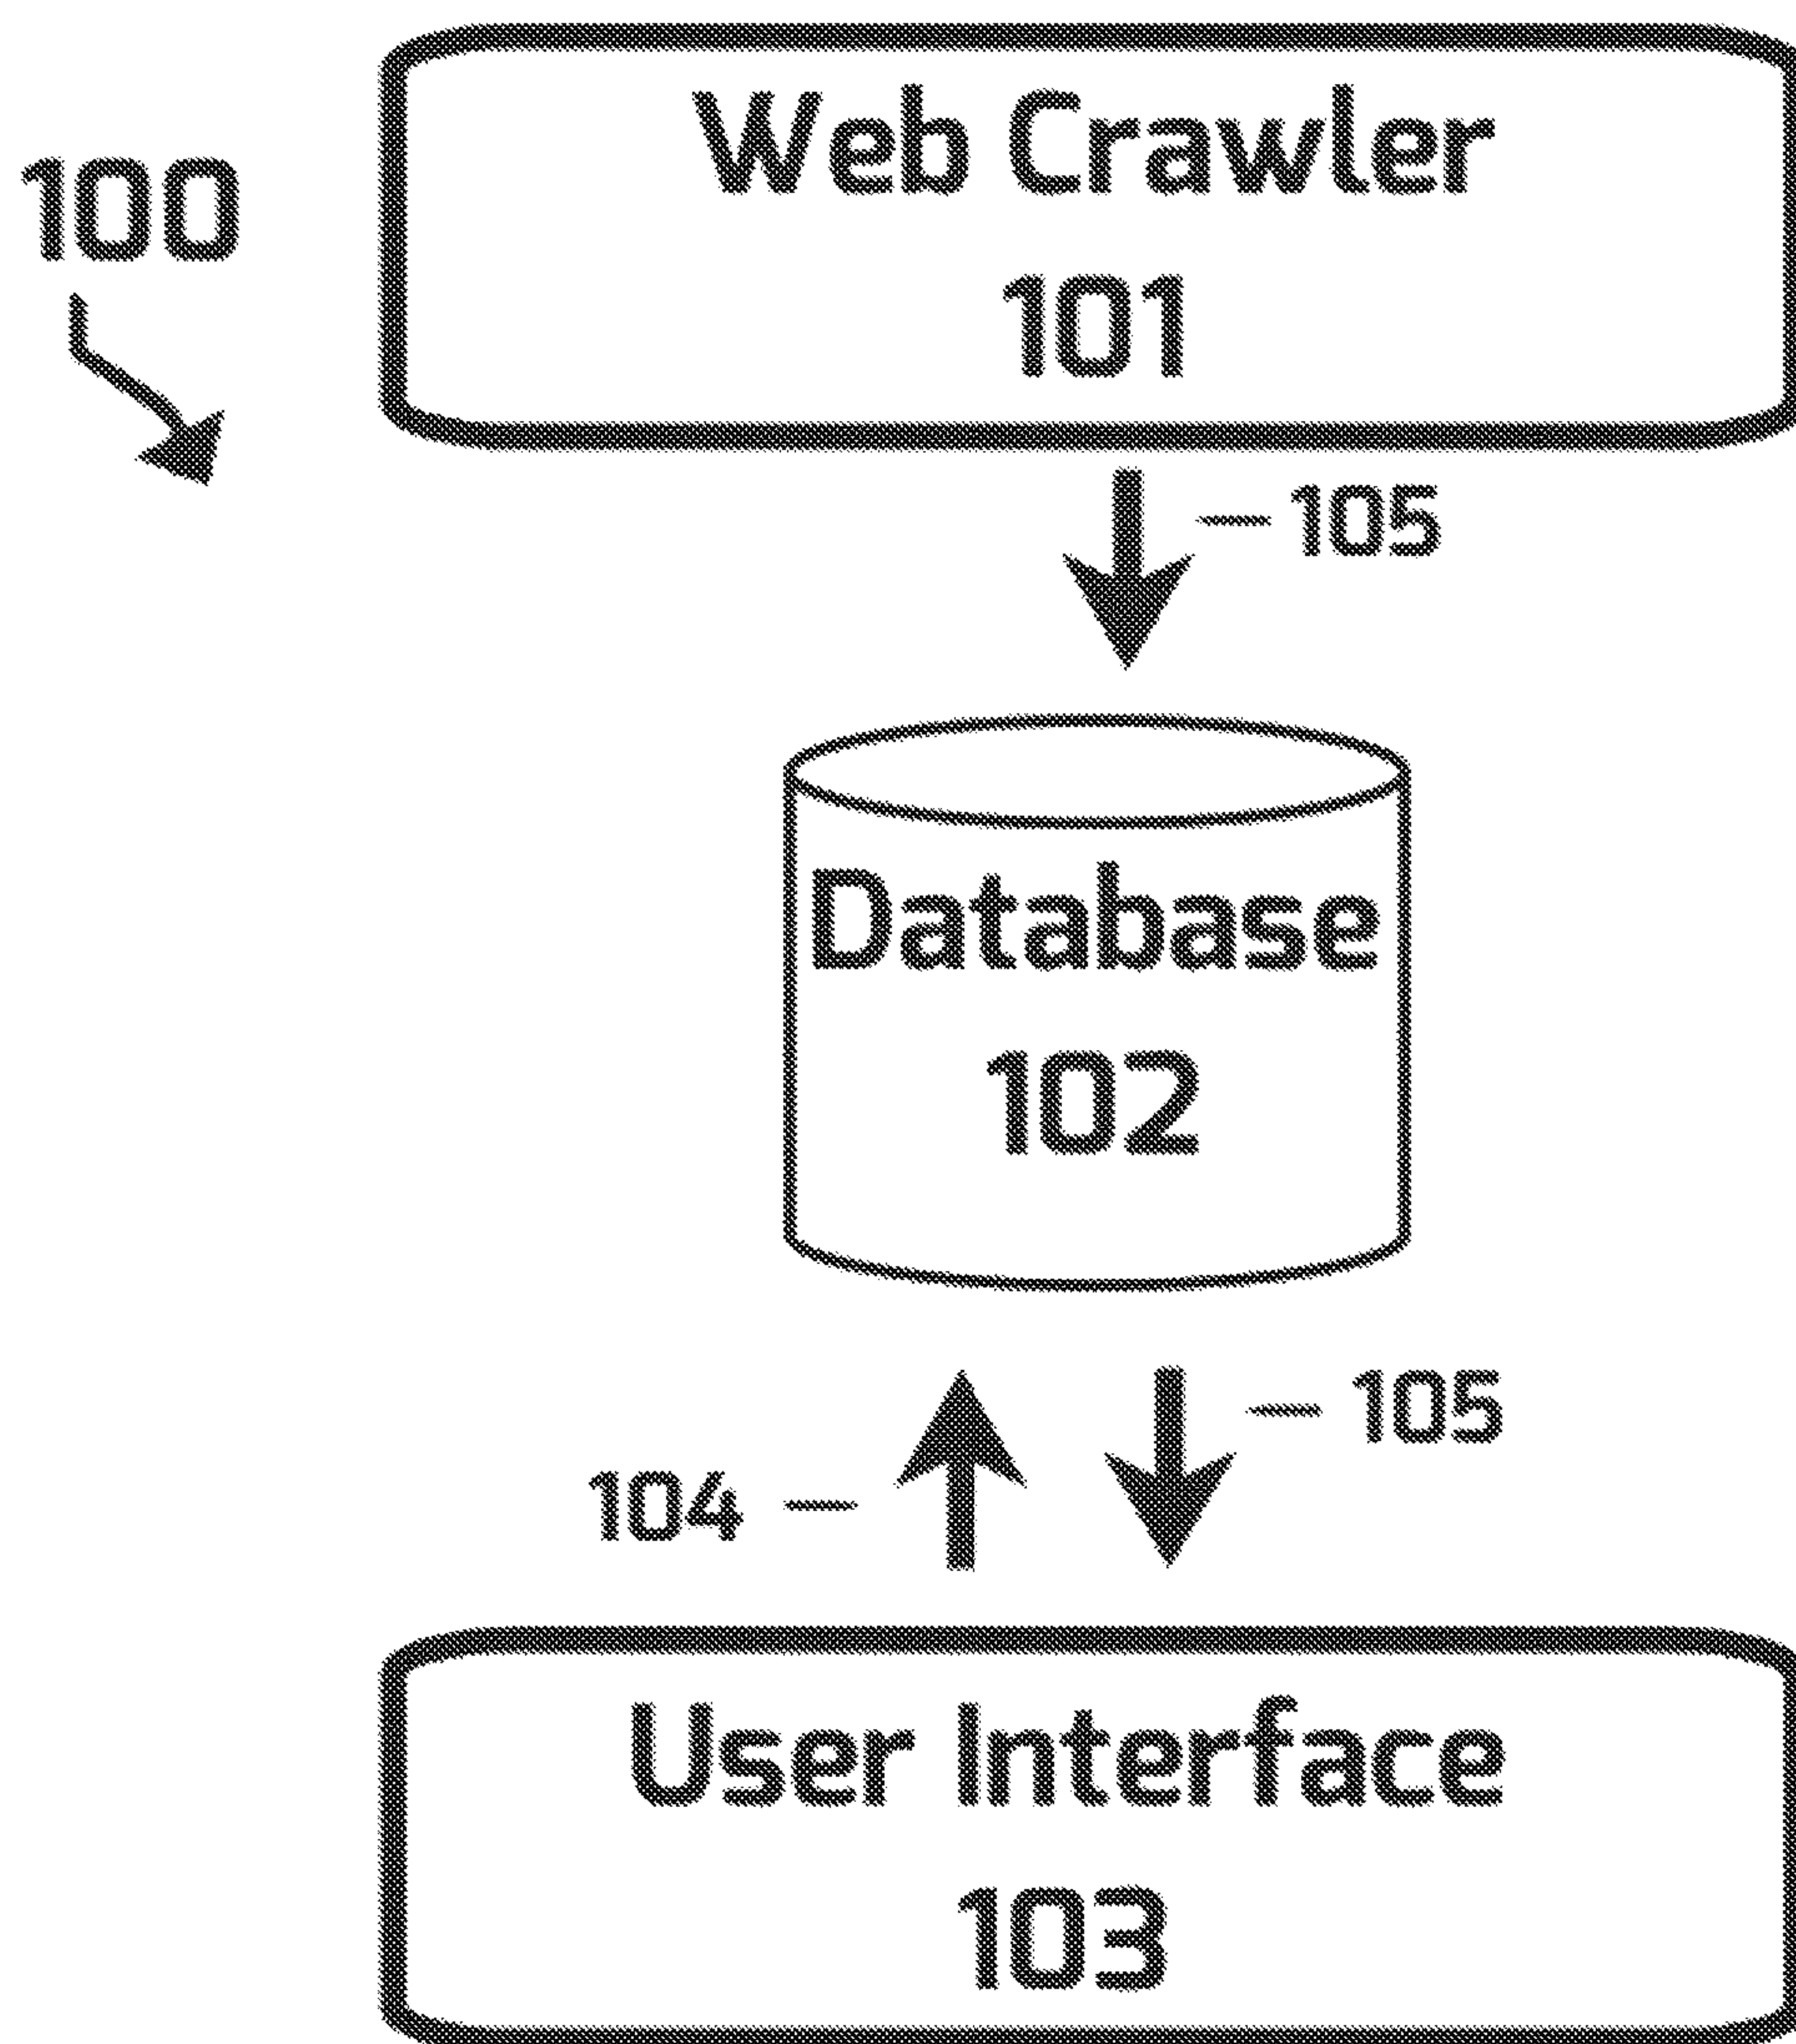 Web Crawler
100
101
— 105
Database
102
— 105
104 —
User Interface
103